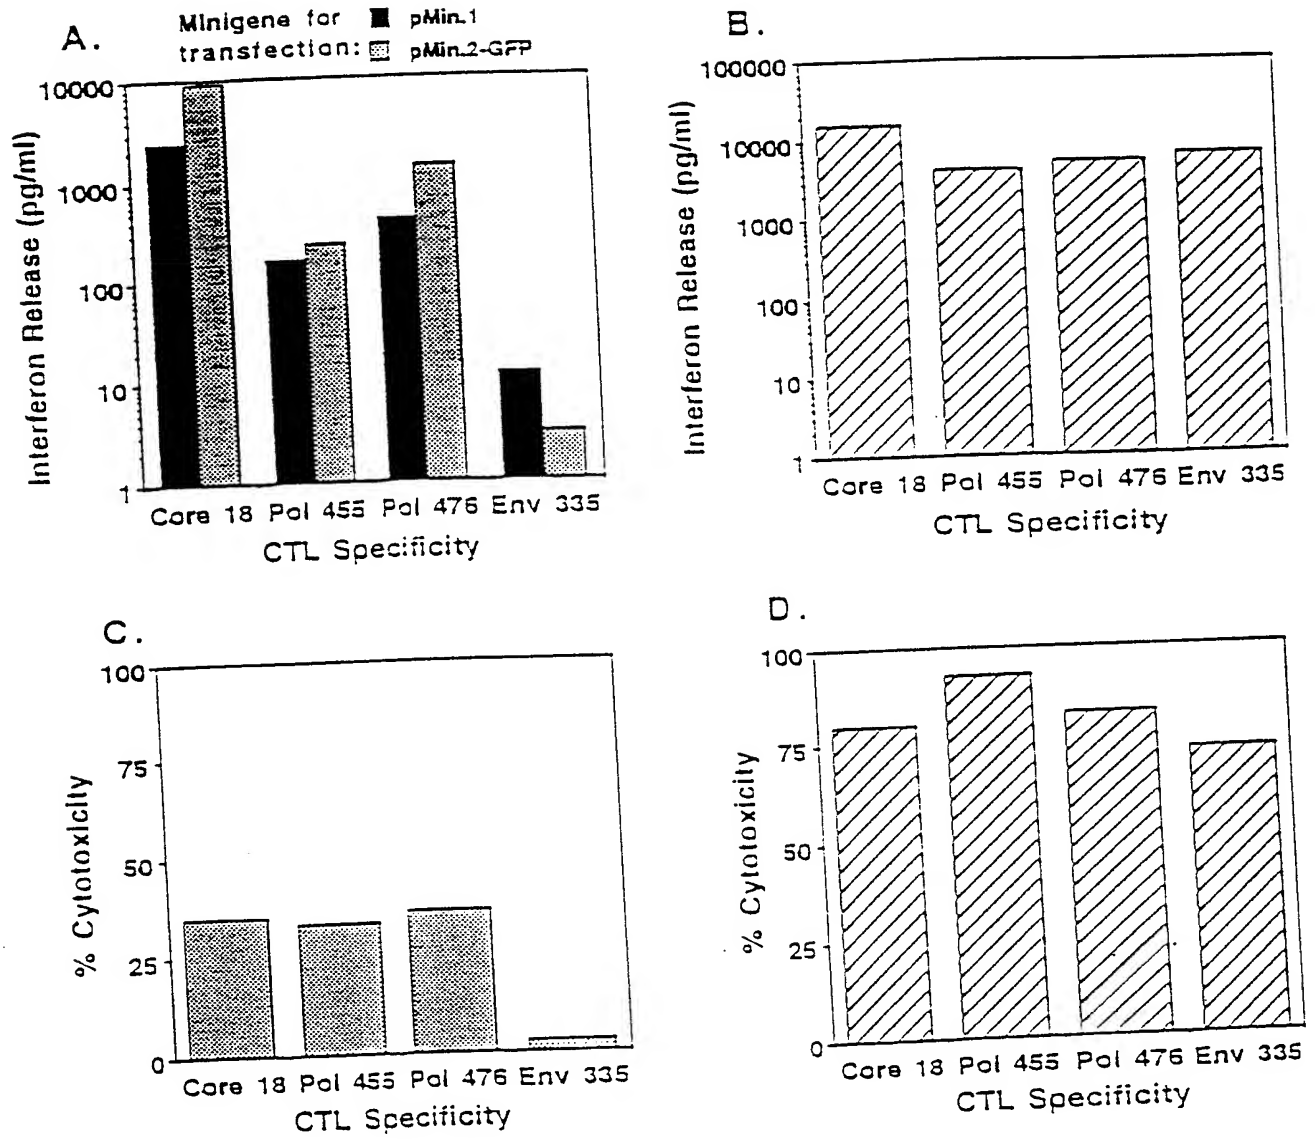 A.
Minigene for ■ pMin.1
transfection: pMin.2-GFP
Interferon Release (pg/ml)
10000
1000
100
10
1
Core 18 Pol 455 Pol 476 Env 335
CTL Specificity
B.
Interferon Release (pg/ml)
100000
10000
1000
100
10
1
Core 18 Pol 455 Pol 476 Env 335
CTL Specificity
C.
% Cytotoxicity
100
75
50
25
0
Core 18 Pol 455 Pol 476 Env 335
CTL Specificity
D.
% Cytotoxicity
100
75
50
25
0
Core 18 Pol 455 Pol 476 Env 335
CTL Specificity